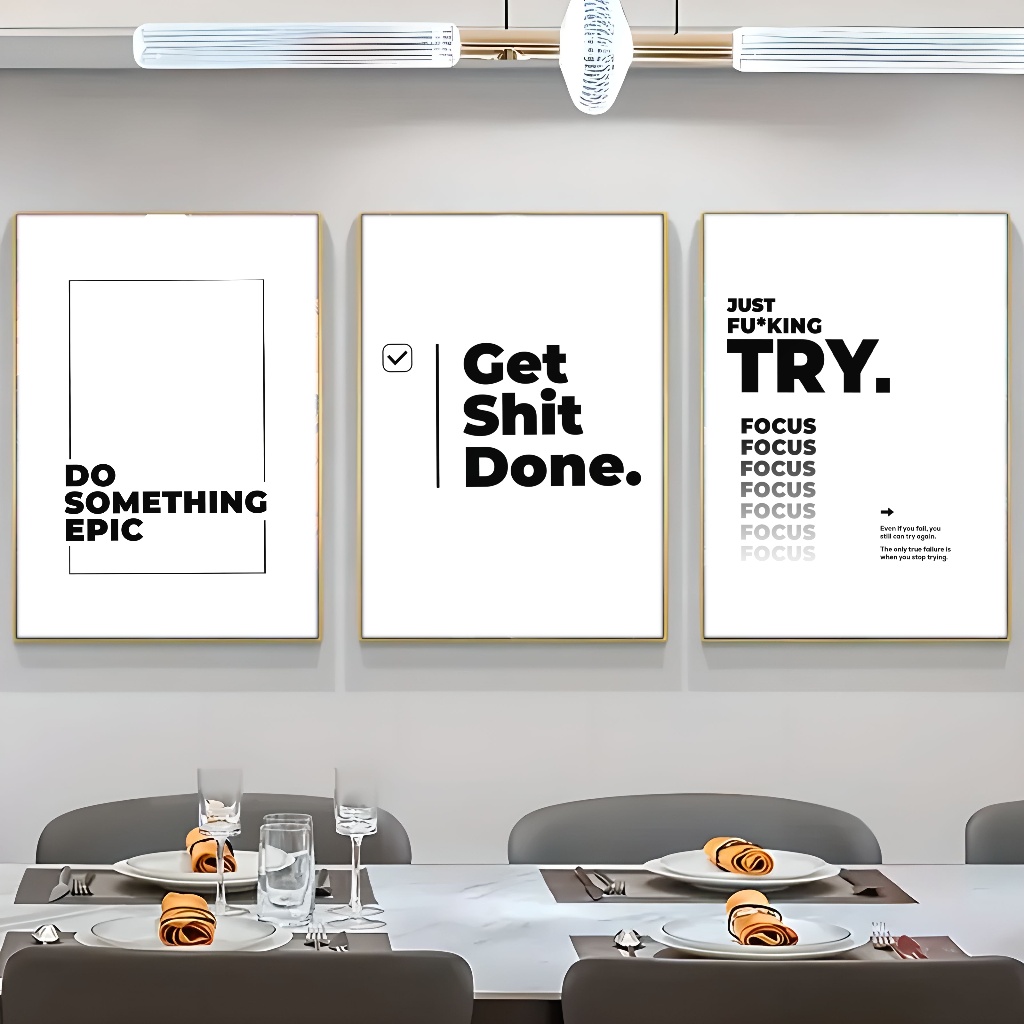 DO
SOMETHING
EPIC
Get
Shit
Done.
JUST
FU*KING
TRY.
FOCUS
FOCUS
FOCUS
FOCUS
FOCUS
FOCUS
FOCUS
Even if you fail, you
still can try again.
The only true failure is
when you stop trying.